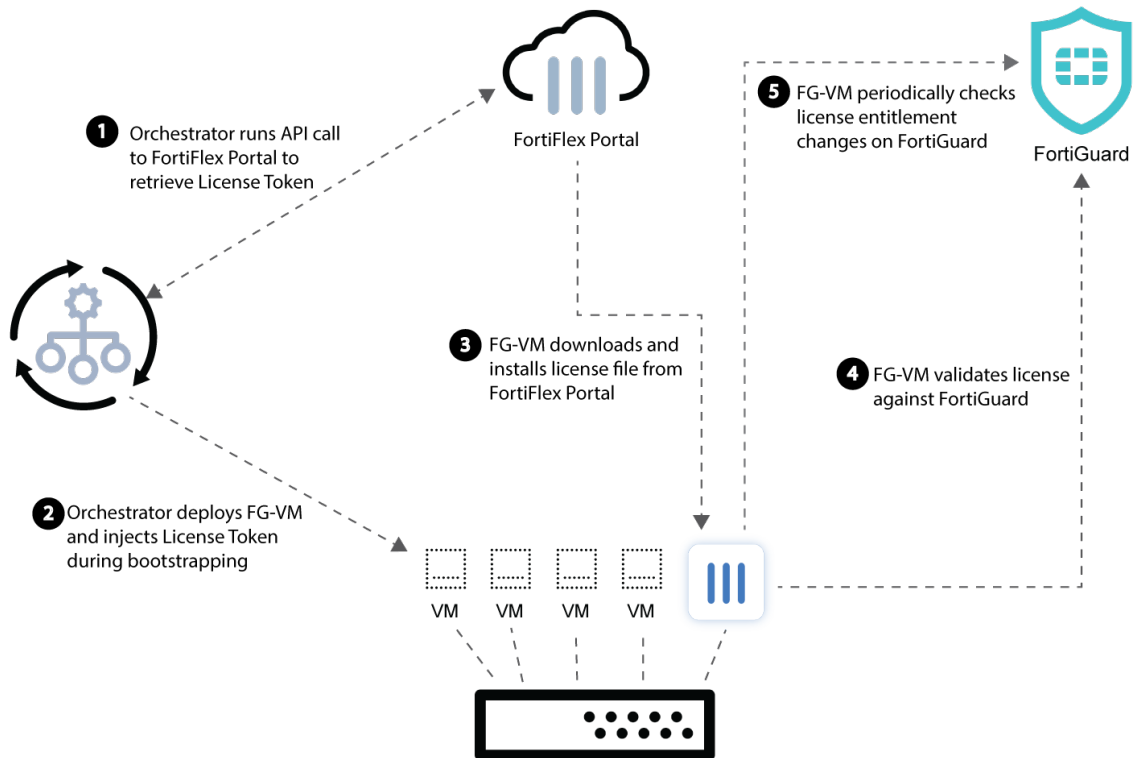 1 Orchestrator runs API call
to FortiFlex Portal to
retrieve License Token
FortiFlex Portal
5 FG-VM periodically checks
license entitlement
changes on FortiGuard
FortiGuard
3 FG-VM downloads and
installs license file from
FortiFlex Portal
4 FG-VM validates license
against FortiGuard
2 Orchestrator deploys FG-VM
and injects License Token
during bootstrapping
VM
VM
VM
VM